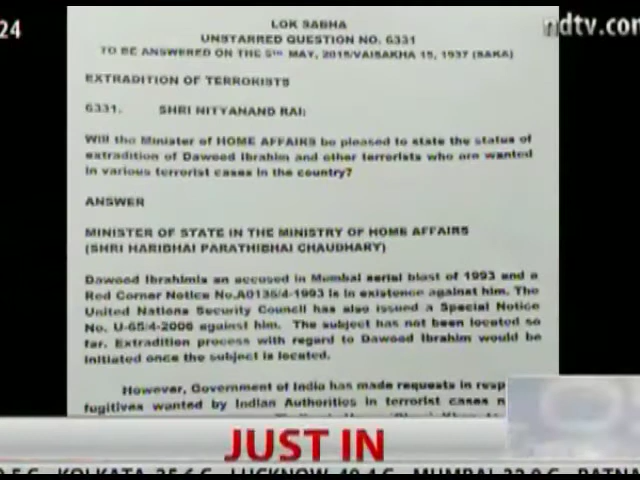 :24
ndtv.com
LOK SABHA
UNSTARRED QUESTION NO. 6331
TO BE ANSWERED ON THE 5TH MAY, 2015/VAISAKHA 15, 1937 (SAKA)
EXTRADITION OF TERRORISTS
6331. SHRI NITYANAND RAI:
Will the Minister of HOME AFFAIRS be pleased to state the status of
extradition of Dawood Ibrahim and other terrorists who are wanted
in various terrorist cases in the country?
ANSWER
MINISTER OF STATE IN THE MINISTRY OF HOME AFFAIRS
(SHRI HARIBHAI PARATHIBHAI CHAUDHARY)
Dawood Ibrahimis an accused in Mumbai serial blast of 1993 and a
Red Corner Notice No.A0135/4-1993 is in existence against him. The
United Nations Security Council has also issued a Special Notice
No. U-65/4-2006 against him. The subject has not been located so
far. Extradition process with regard to Dawood Ibrahim would be
initiated once the subject is located.
However, Government of India has made requests in resp
fugitives wanted by Indian Authorities in terrorist cases
JUST IN
KOLKATA 35.6 C LUCKNOW 40.4 C MUMBAI 33.9 C PATNA